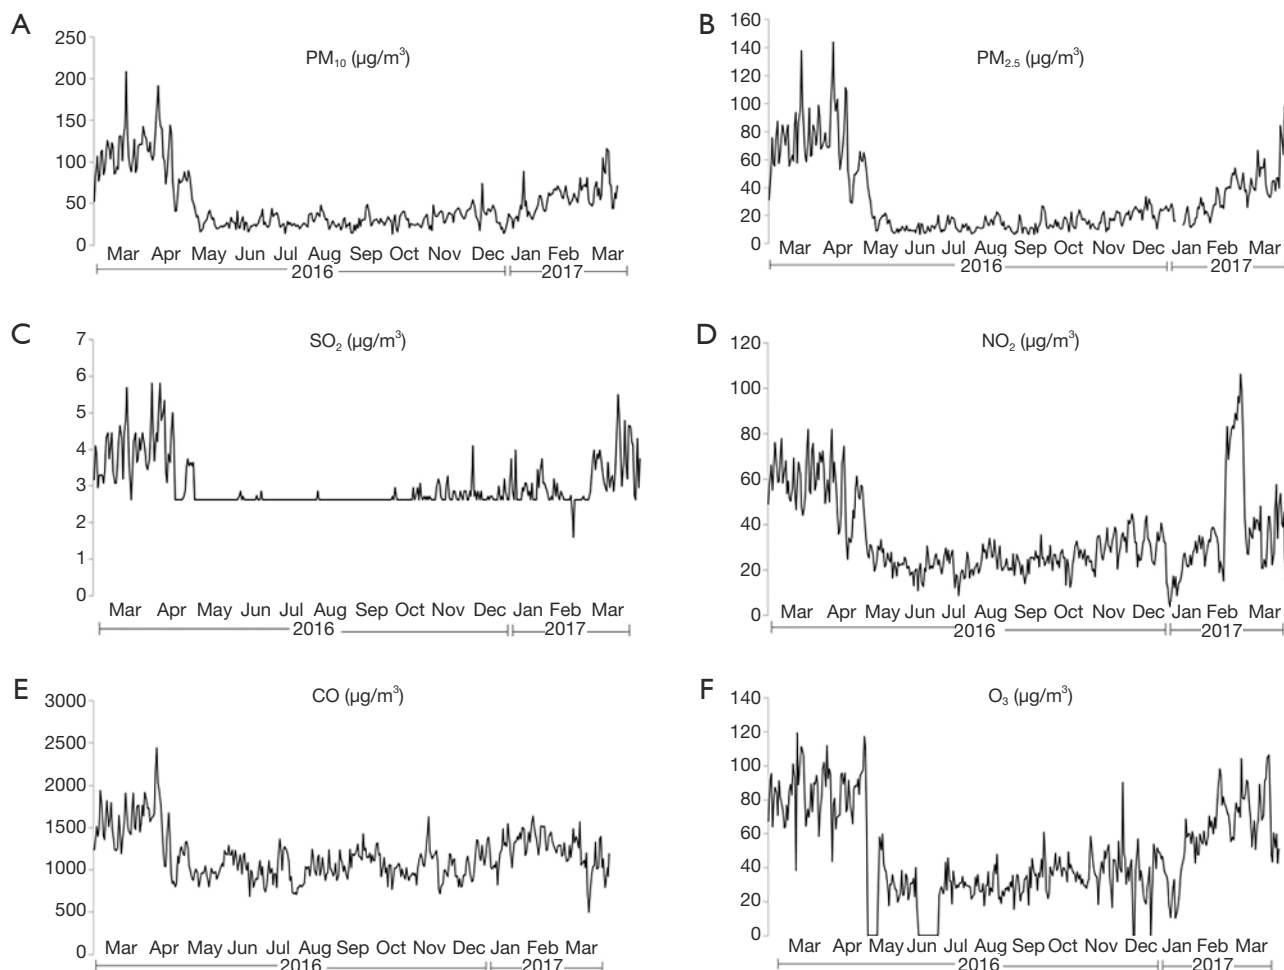 A
PM10 (µg/m3)
250
200
150
100
50
0
Mar Apr May Jun Jul Aug Sep Oct Nov Dec Jan Feb Mar
2016 2017
B
PM2.5 (µg/m3)
160
140
120
100
80
60
40
20
0
Mar Apr May Jun Jul Aug Sep Oct Nov Dec Jan Feb Mar
2016 2017
C
SO2 (µg/m3)
7
6
5
4
3
2
1
0
Mar Apr May Jun Jul Aug Sep Oct Nov Dec Jan Feb Mar
2016 2017
D
NO2 (µg/m3)
120
100
80
60
40
20
0
Mar Apr May Jun Jul Aug Sep Oct Nov Dec Jan Feb Mar
2016 2017
E
CO (µg/m3)
3000
2500
2000
1500
1000
500
0
Mar Apr May Jun Jul Aug Sep Oct Nov Dec Jan Feb Mar
2016 2017
F
O3 (µg/m3)
140
120
100
80
60
40
20
0
Mar Apr May Jun Jul Aug Sep Oct Nov Dec Jan Feb Mar
2016 2017